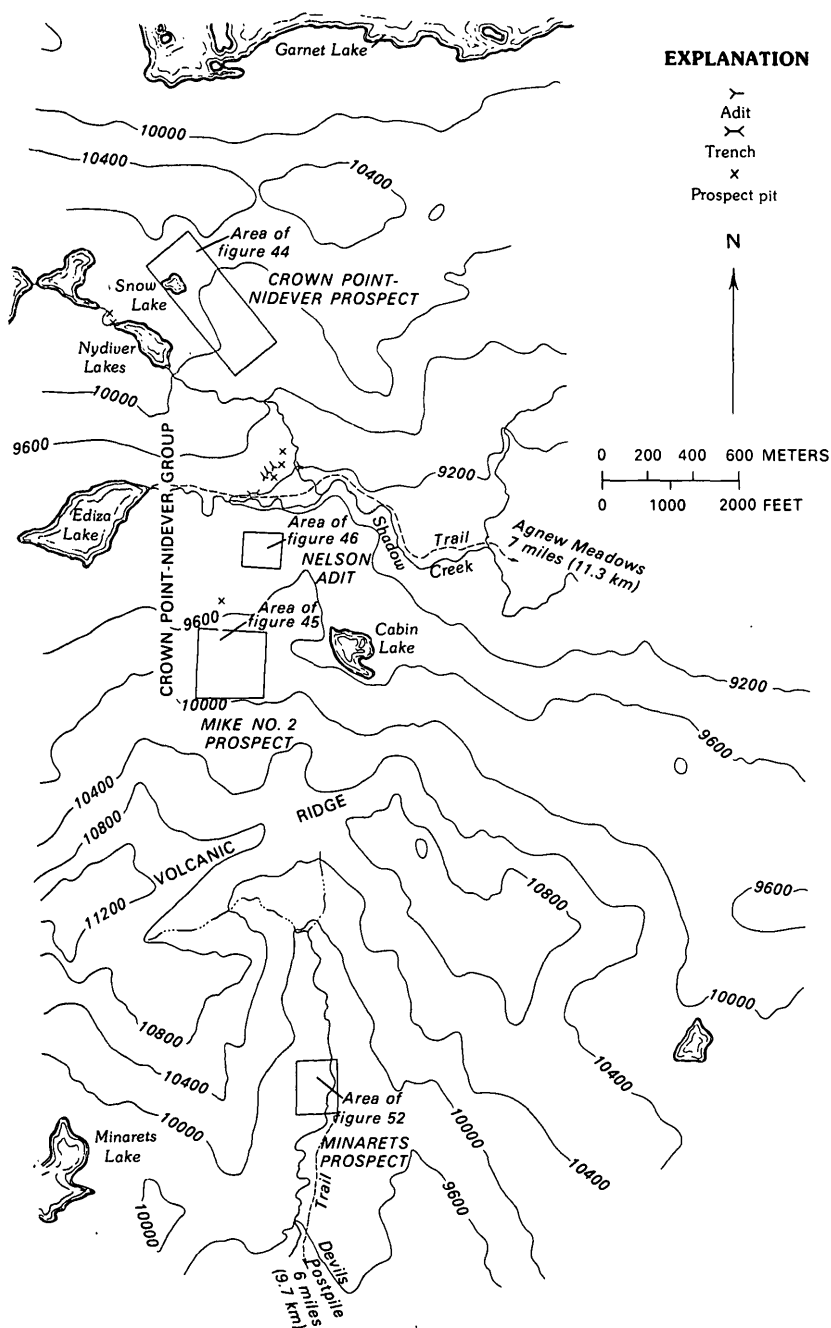 Garnet Lake
EXPLANATION
Adit
Trench
x
Prospect pit
N
10000
10400
10400
Area of
figure 44
Snow
Lake
CROWN POINT-
NIDEVER PROSPECT
Nydiver
Lakes
10000
9600
9200
0 200 400 600 METERS
0 1000 2000 FEET
CROWN POINT-NIDEVER GROUP
Ediza
Lake
Area of
figure 46
NELSON
ADIT
Shadow
Creek
Trail
Agnew Meadows
7 miles (11.3 km)
9600
Area of
figure 45
Cabin
Lake
9200
10000
MIKE NO. 2
PROSPECT
9600
10400
10800
VOLCANIC RIDGE
11200
10800
9600
10000
10800
10400
10400
10000
Area of
figure 52
10000
MINARETS
PROSPECT
10400
Minarets
Lake
10000
9600
Trail
Devils
Postpile
6 miles
(9.7 km)